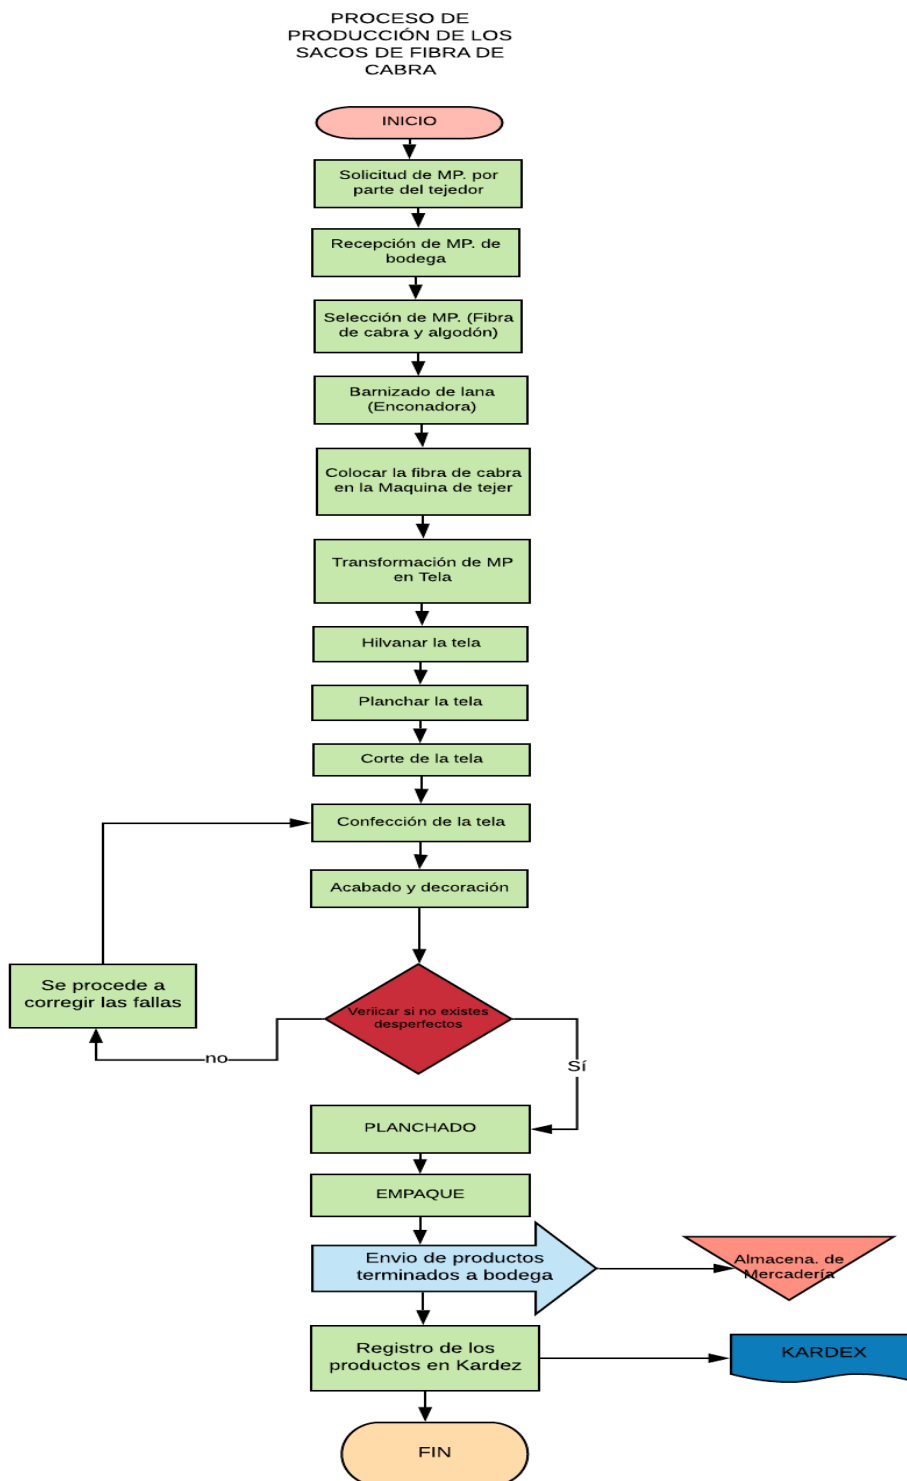 PROCESO DE
PRODUCCIÓN DE LOS
SACOS DE FIBRA DE
CABRA
INICIO
Solicitud de MP. por
parte del tejedor
Recepción de MP. de
bodega
Selección de MP. (Fibra
de cabra y algodón)
Barnizado de lana
(Enconadora)
Colocar la fibra de cabra
en la Maquina de tejer
Transformación de MP
en Tela
Hilvanar la tela
Planchar la tela
Corte de la tela
Confección de la tela
Acabado y decoración
Se procede a
corregir las fallas
Veriicar si no existes
desperfectos
no
Sí
PLANCHADO
EMPAQUE
Envio de productos
terminados a bodega
Almacena. de
Mercadería
Registro de los
productos en Kardez
KARDEX
FIN